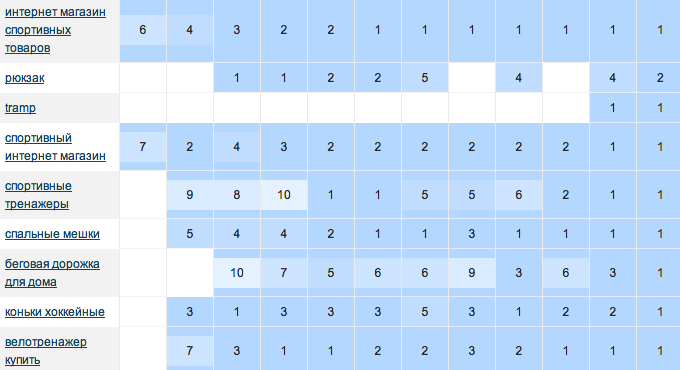 интернет магазин
спортивных
товаров
6 4 3 2 2 1 1 1 1 1 1 1
рюкзак 1 1 2 2 5 4 4 2
tramp 1 1
спортивный
интернет магазин
7 2 4 3 2 2 2 2 2 2 1 1
спортивные
тренажеры
9 8 10 1 1 5 5 6 2 1 1
спальные мешки 5 4 4 2 1 1 3 1 1 1 1
беговая дорожка
для дома
10 7 5 6 6 9 3 6 3 1
коньки хоккейные 3 1 3 3 3 5 3 1 2 2 1
велотренажер
купить
7 3 1 1 2 2 3 2 1 1 1